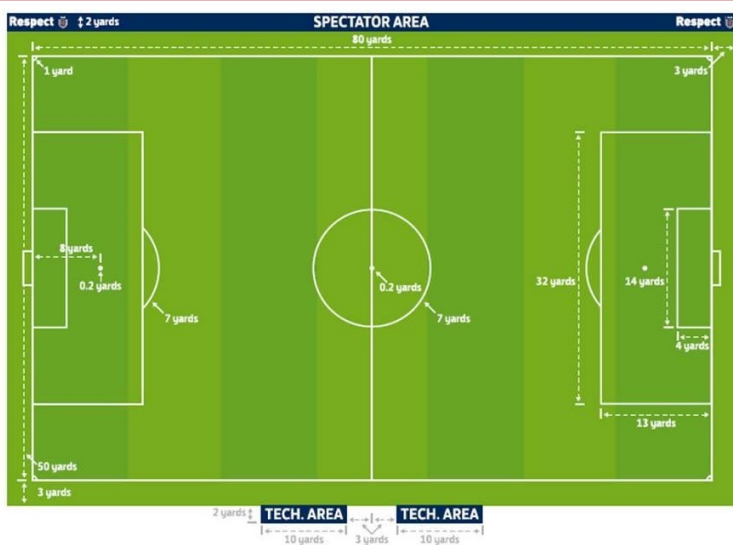 Respect 2 yards SPECTATOR AREA Respect
80 yards
1 yard
3 yards
8 yards
0.2 yards
7 yards
0.2 yards
7 yards
32 yards
14 yards
4 yards
13 yards
50 yards
3 yards
2 yards TECH. AREA TECH. AREA
10 yards 3 yards 10 yards